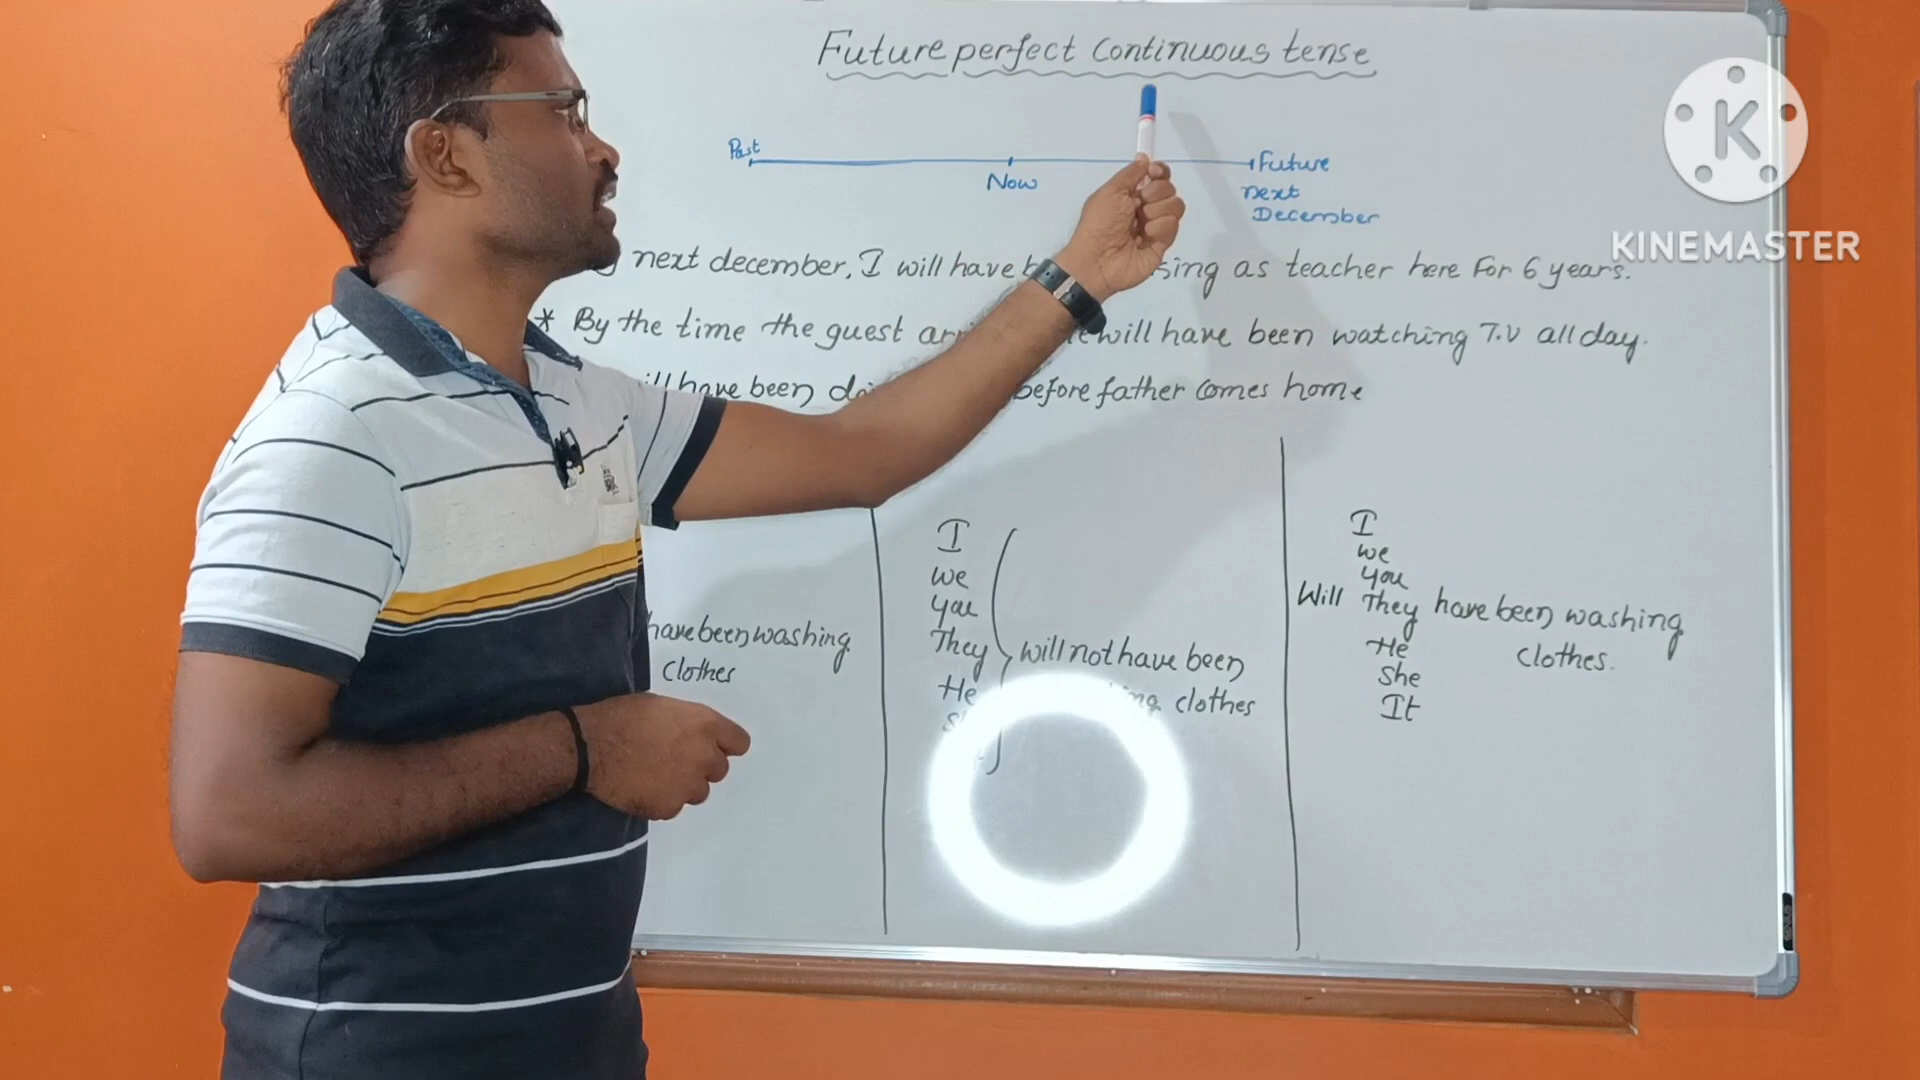 Future perfect continuous tense
Past
Now
Future
next
December
next december, I will have as teacher here For 6 years.
* By the time the guest will have been watching T.V all day.
have been before father comes home
I
we
you
They
He
will not have been
clothes
have been washing
clothes
I
we
you
Will They have been washing
He clothes.
She
It
K
KINEMASTER